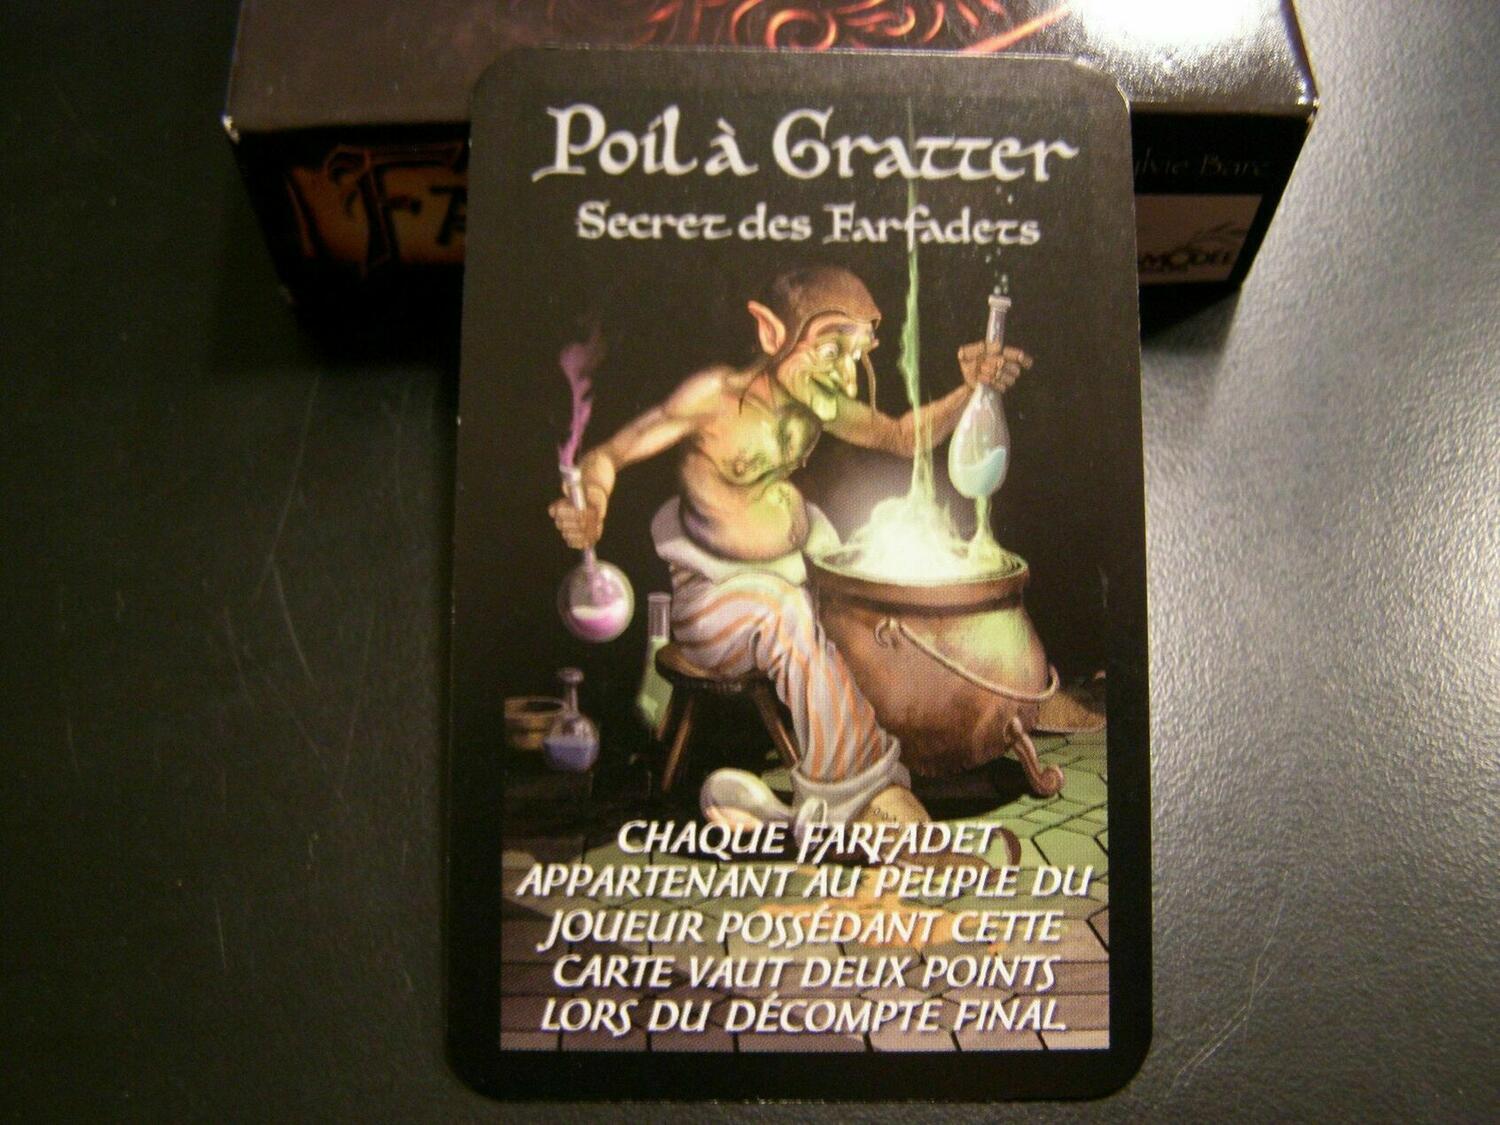 Poil à Gratter
Secret des Farfadets
CHAQUE FARFADET
APPARTENANT AU PEUPLE DU
JOUEUR POSSÉDANT CETTE
CARTE VAUT DEUX POINTS
LORS DU DÉCOMPTE FINAL